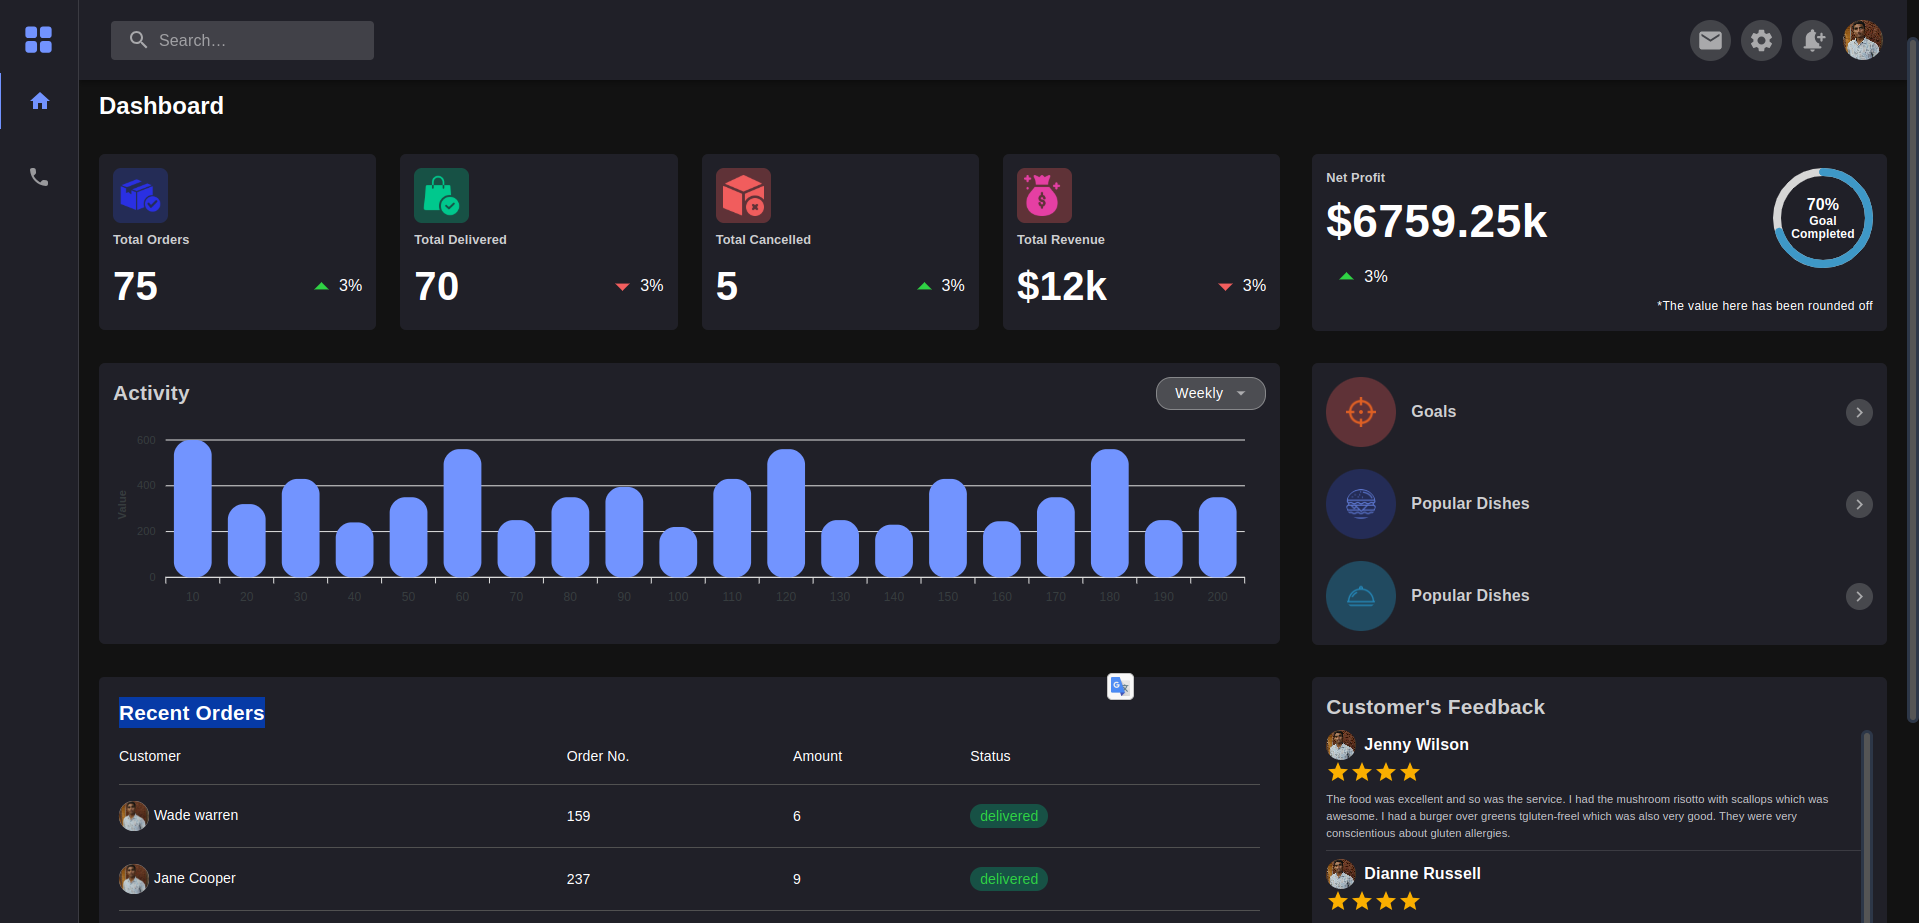 Search…
Dashboard
Total Orders
75
3%
Total Delivered
70
3%
Total Cancelled
5
3%
Total Revenue
$12k
3%
Net Profit
$6759.25k
3%
70%
Goal
Completed
*The value here has been rounded off
Activity
Weekly
Value
600
400
200
0
10 20 30 40 50 60 70 80 90 100 110 120 130 140 150 160 170 180 190 200
Goals
Popular Dishes
Popular Dishes
Recent Orders
Customer Order No. Amount Status
Wade warren 159 6 delivered
Jane Cooper 237 9 delivered
Customer's Feedback
Jenny Wilson
The food was excellent and so was the service. I had the mushroom risotto with scallops which was
awesome. I had a burger over greens tgluten-freel which was also very good. They were very
conscientious about gluten allergies.
Dianne Russell